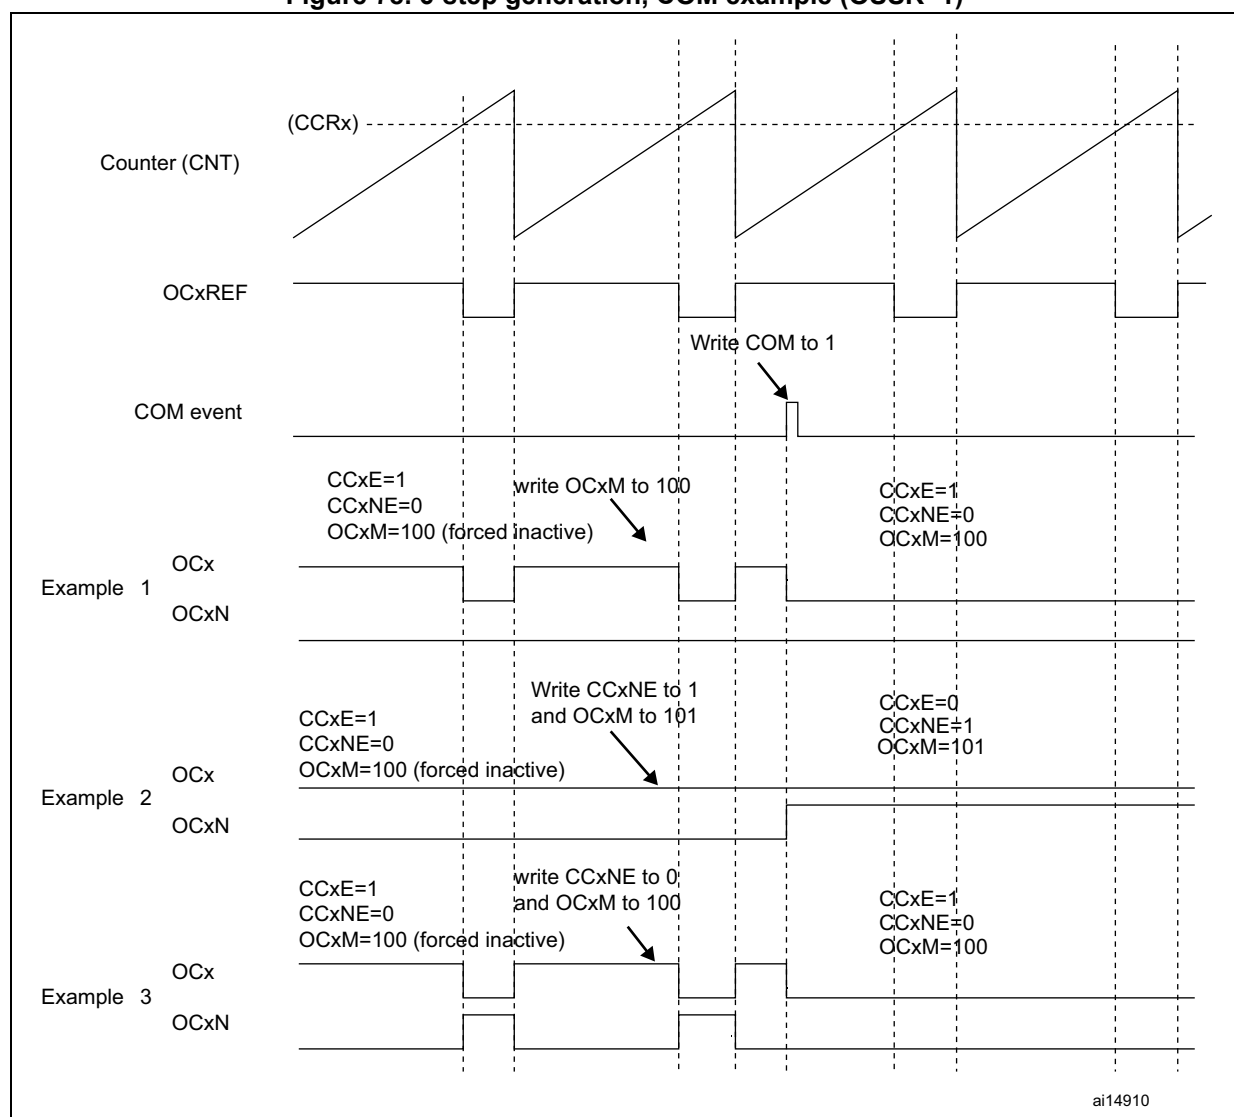 (CCRx)
Counter (CNT)
OCxREF
Write COM to 1
COM event
CCxE=1
CCxNE=0
OCxM=100 (forced inactive)
write OCxM to 100
CCxE=1
CCxNE=0
OCxM=100
OCx
Example 1
OCxN
Write CCxNE to 1
and OCxM to 101
CCxE=1
CCxNE=0
OCxM=100 (forced inactive)
CCxE=0
CCxNE=1
OCxM=101
OCx
Example 2
OCxN
write CCxNE to 0
and OCxM to 100
CCxE=1
CCxNE=0
OCxM=100 (forced inactive)
CCxE=1
CCxNE=0
OCxM=100
OCx
Example 3
OCxN
ai14910